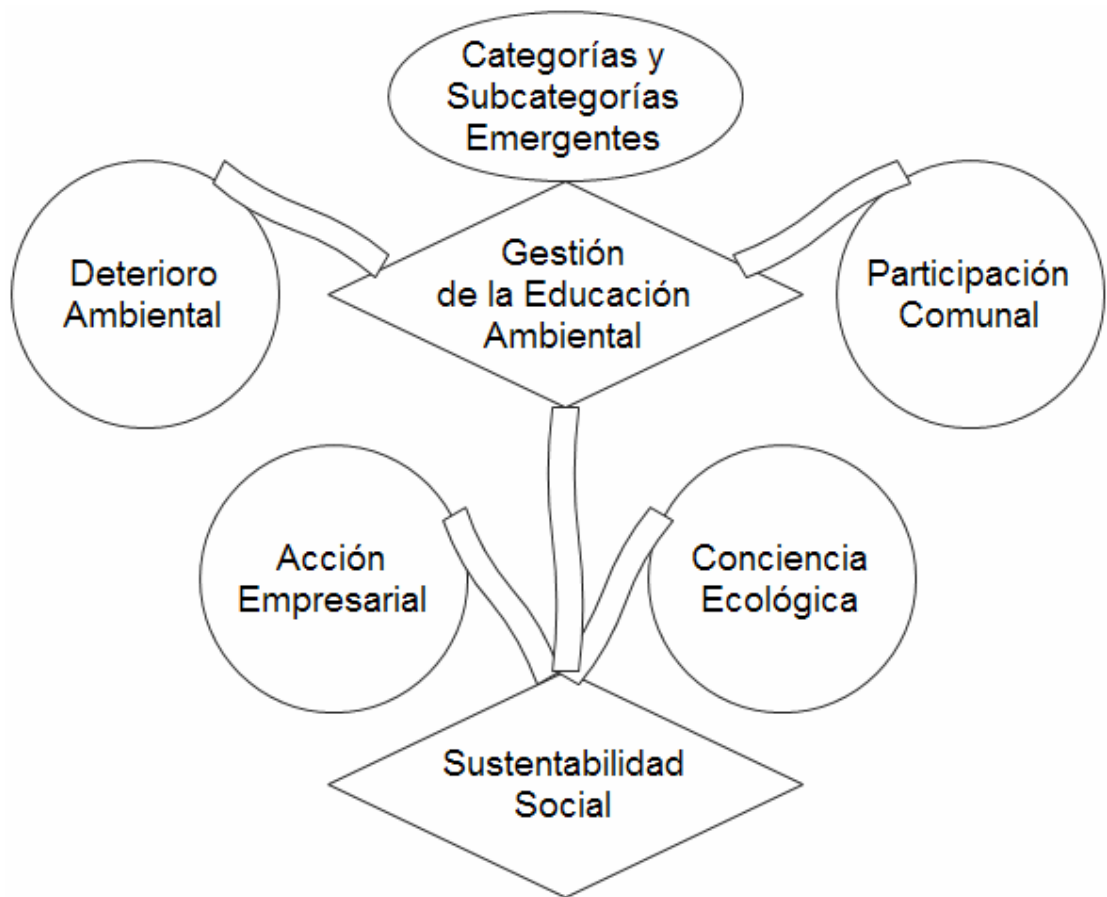 Categorías y
Subcategorías
Emergentes
Deterioro
Ambiental
Gestión
de la Educación
Ambiental
Participación
Comunal
Acción
Empresarial
Conciencia
Ecológica
Sustentabilidad
Social